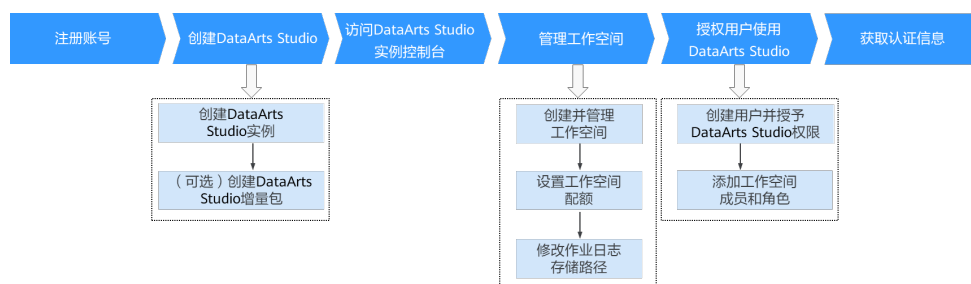 注册账号
创建DataArts Studio
访问DataArts Studio
实例控制台
管理工作空间
授权用户使用
DataArts Studio
获取认证信息
创建DataArts
Studio实例
（可选）创建DataArts
Studio增量包
创建并管理
工作空间
设置工作空间
配额
修改作业日志
存储路径
创建用户并授予
DataArts Studio权限
添加工作空间
成员和角色